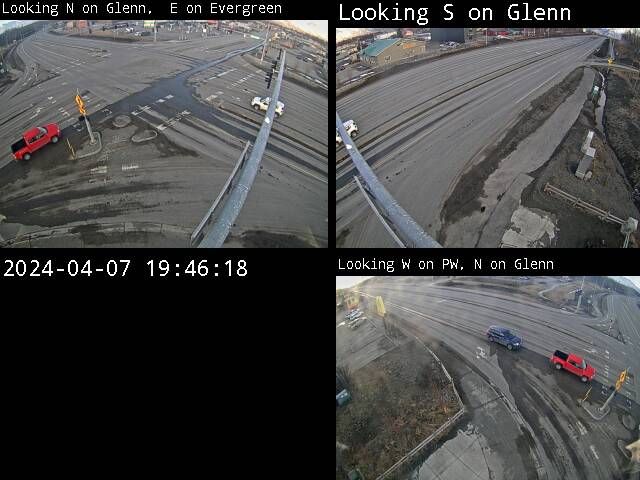 Looking N on Glenn,  E on Evergreen
Looking S on Glenn
2024-04-07 19:46:18
Looking W on PW, N on Glenn